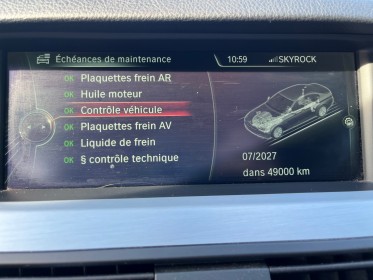 Échéances de maintenance
10:59
SKYROCK
OK Plaquettes frein AR
OK Huile moteur
OK Contrôle véhicule
OK Plaquettes frein AV
OK Liquide de frein
OK § contrôle technique
07/2027
dans 49000 km